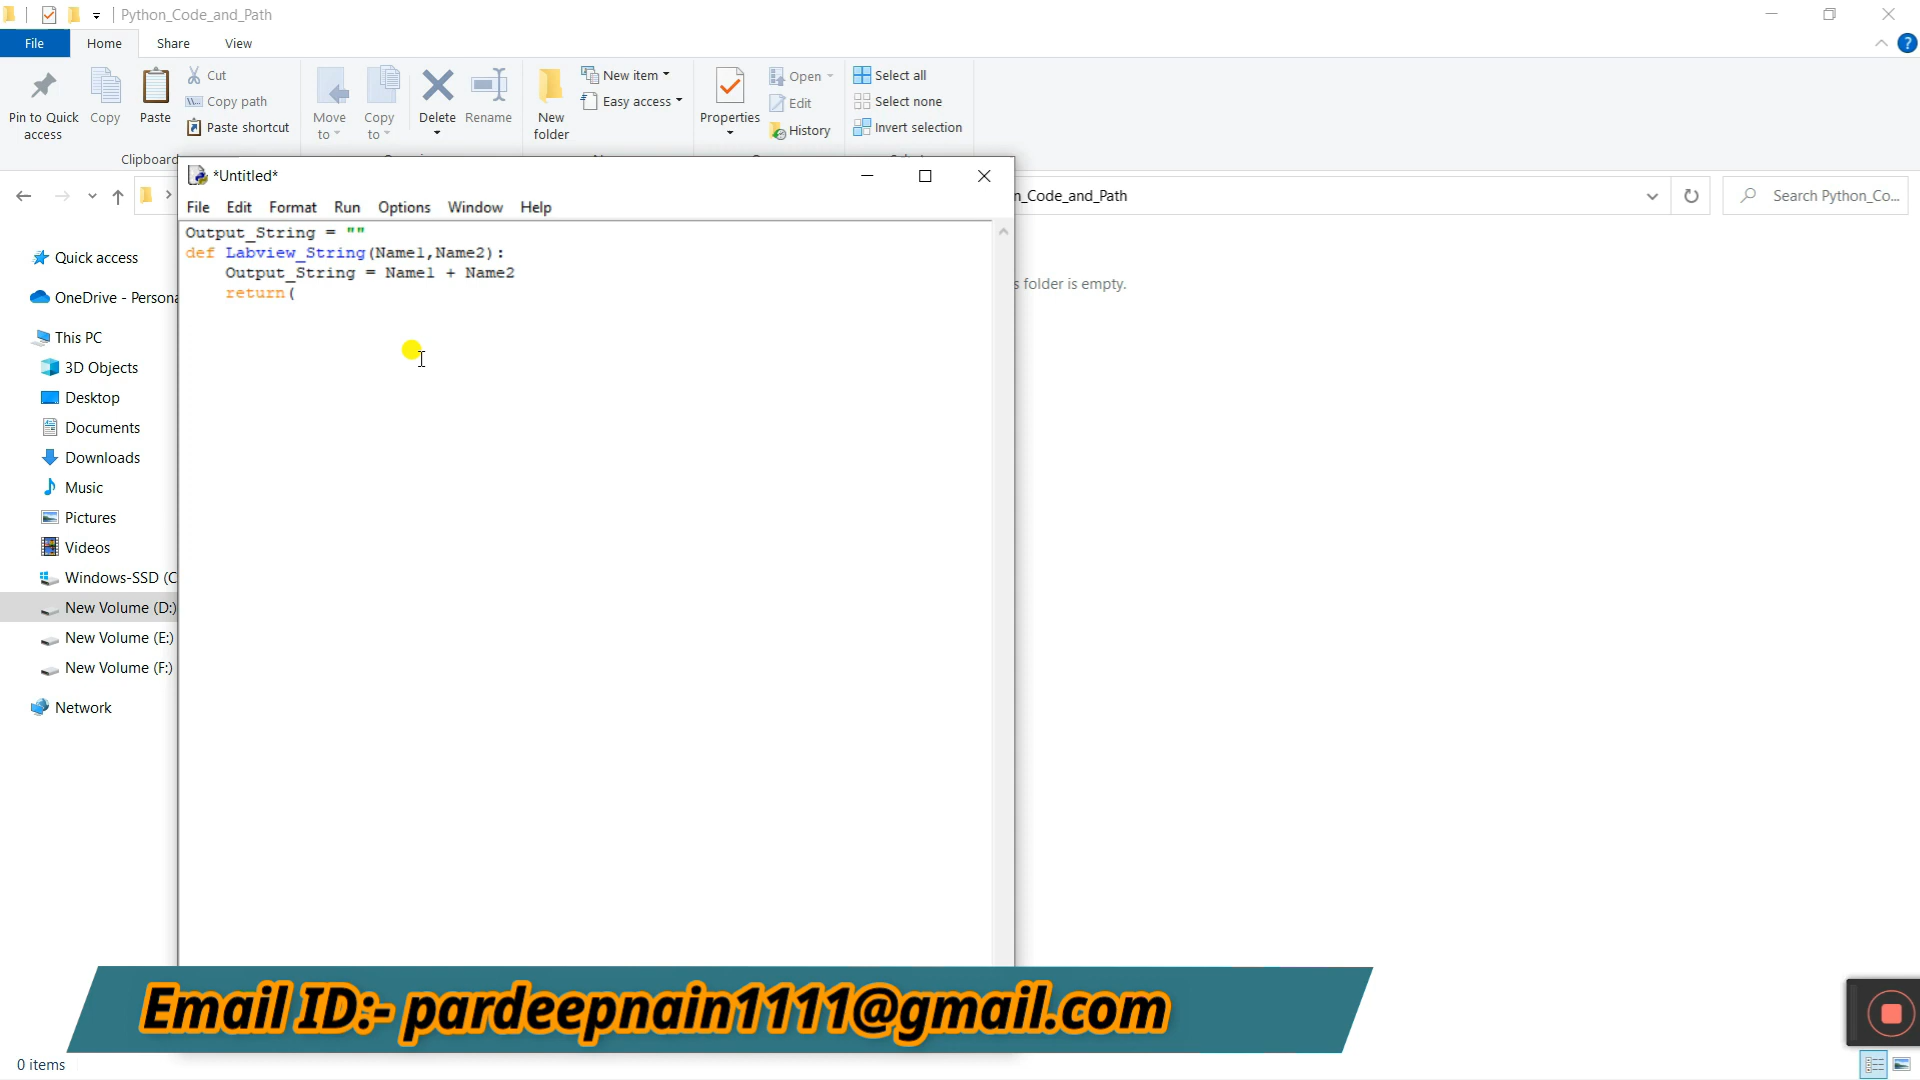 Python_Code_and_Path
File Home Share View
Pin to Quick access
Copy
Paste
Cut
Copy path
Paste shortcut
Clipboard
Move to
Copy to
Delete
Rename
New folder
New item
Easy access
Properties
Open
Edit
History
Select all
Select none
Invert selection
n_Code_and_Path
Search Python_Co...
*Untitled*
File Edit Format Run Options Window Help
Output_String = ""
def Labview_String(Name1,Name2):
    Output_String = Name1 + Name2
    return(
s folder is empty.
Quick access
OneDrive - Persona
This PC
3D Objects
Desktop
Documents
Downloads
Music
Pictures
Videos
Windows-SSD (C
New Volume (D:)
New Volume (E:)
New Volume (F:)
Network
Email ID:- pardeepnain1111@gmail.com
0 items